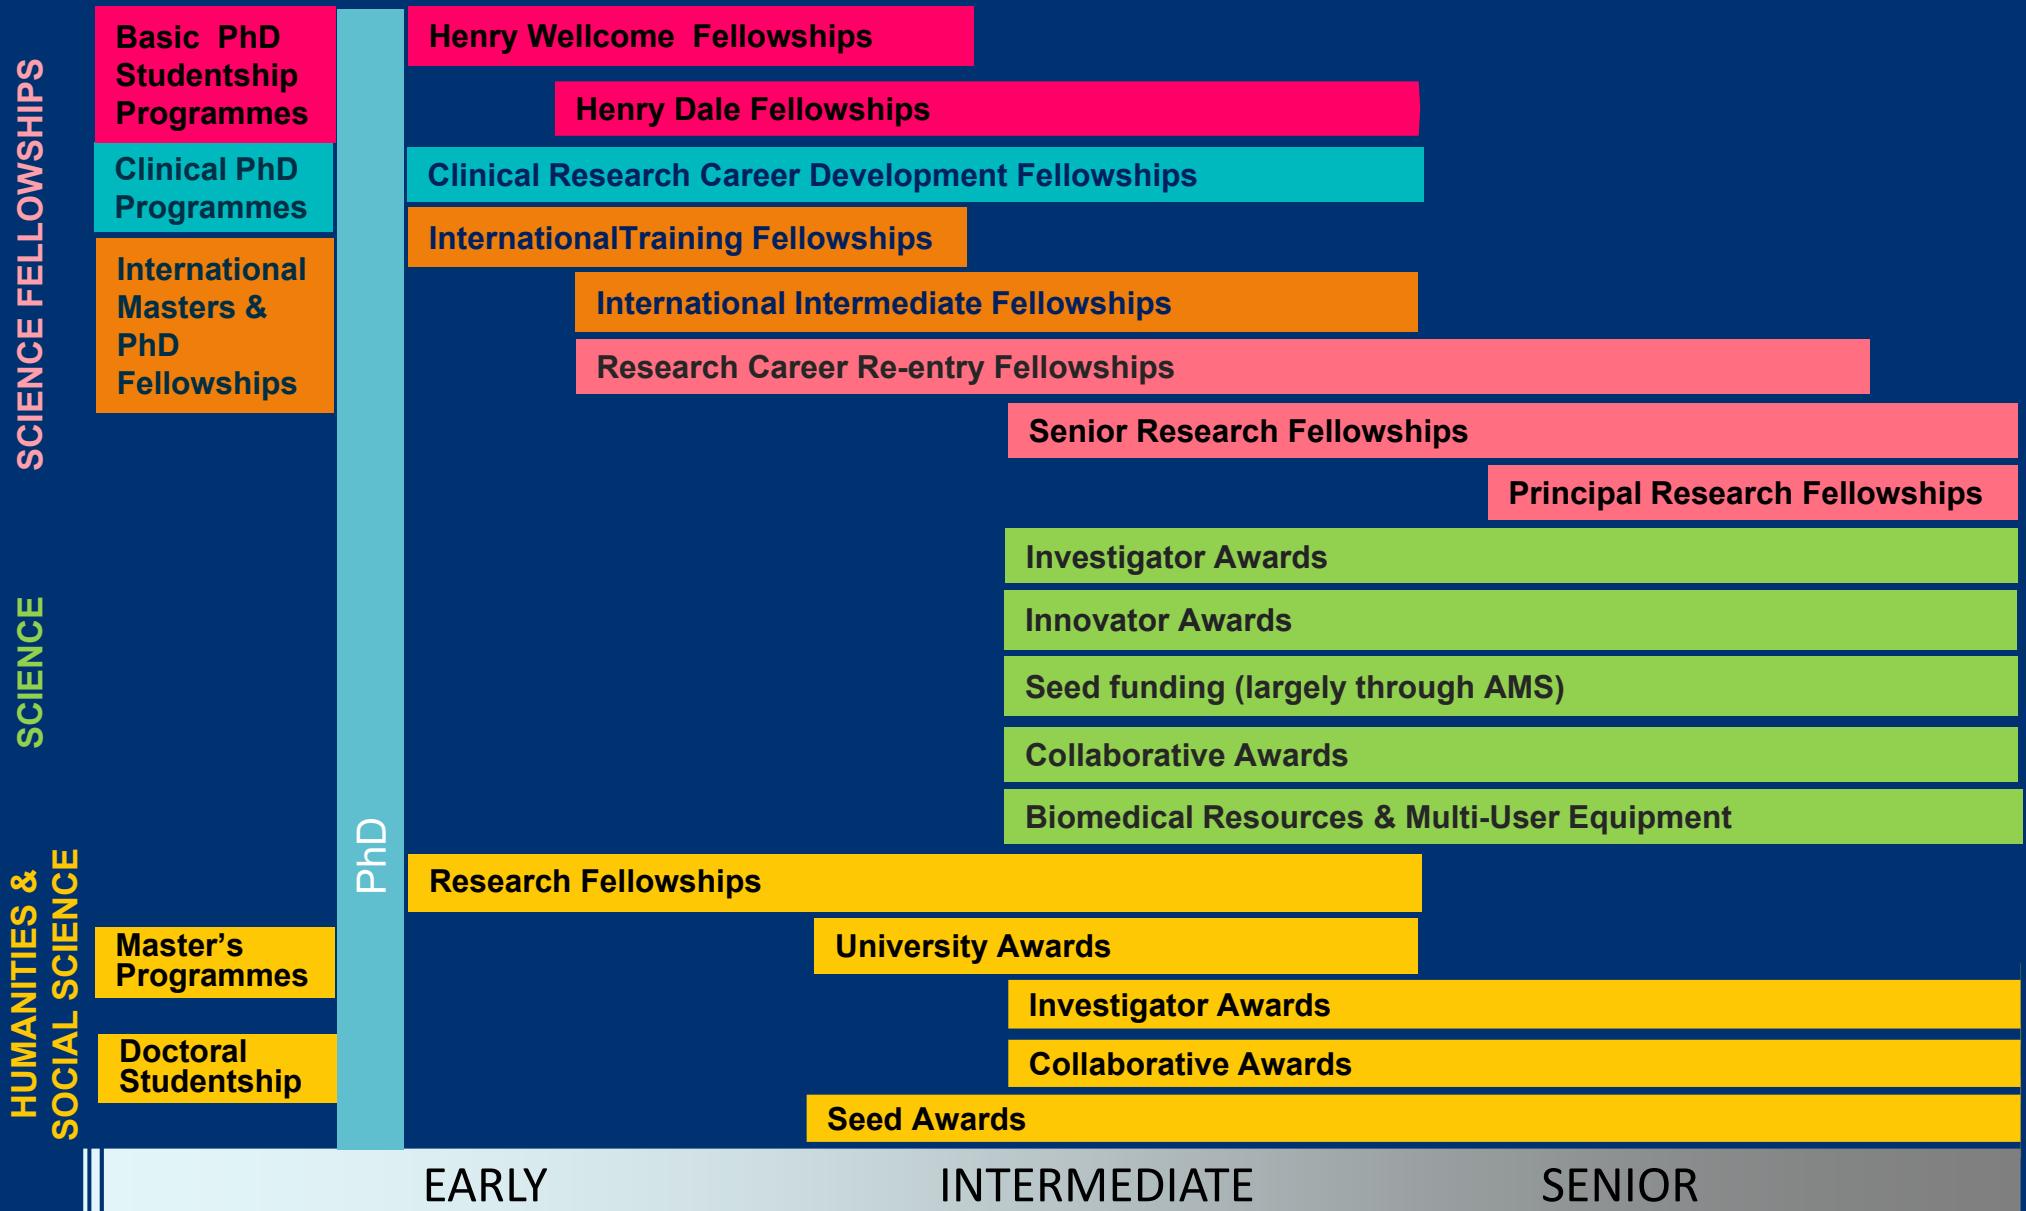 SCIENCE FELLOWSHIPS
Basic  PhD
Studentship
Programmes
Clinical PhD
Programmes
International
Masters &
PhD
Fellowships
Henry Wellcome  Fellowships
Henry Dale Fellowships
Clinical Research Career Development Fellowships
InternationalTraining Fellowships
International Intermediate Fellowships
Research Career Re-entry Fellowships
Senior Research Fellowships
Principal Research Fellowships
SCIENCE
Investigator Awards
Innovator Awards
Seed funding (largely through AMS)
Collaborative Awards
Biomedical Resources & Multi-User Equipment
PhD
HUMANITIES &
SOCIAL SCIENCE
Master’s
Programmes
Doctoral
Studentship
Research Fellowships
University Awards
Investigator Awards
Collaborative Awards
Seed Awards
EARLY
INTERMEDIATE
SENIOR